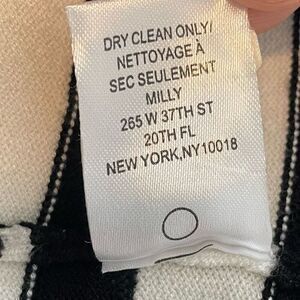 DRY CLEAN ONLY/
NETTOYAGE À
SEC SEULEMENT
MILLY
265 W 37TH ST
20TH FL
NEW YORK,NY10018